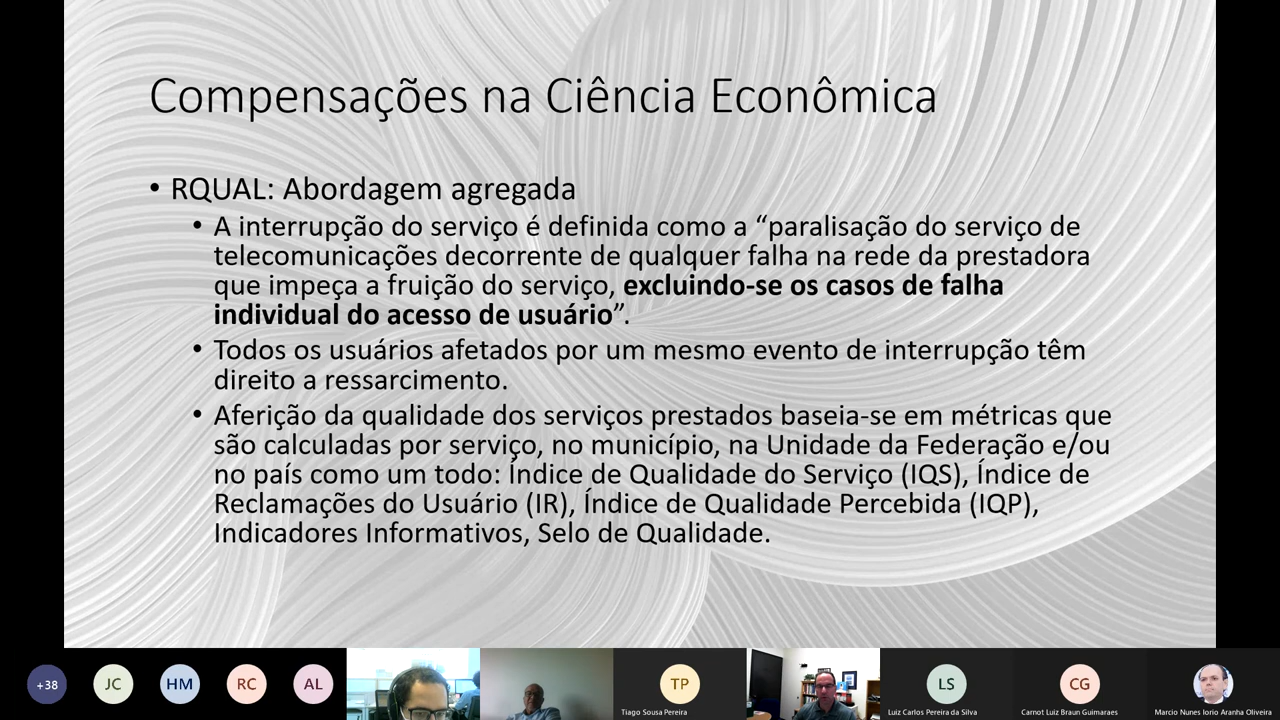 Compensações na Ciência Econômica
• RQUAL: Abordagem agregada
• A interrupção do serviço é definida como a “paralisação do serviço de
telecomunicações decorrente de qualquer falha na rede da prestadora
que impeça a fruição do serviço, excluindo-se os casos de falha
individual do acesso de usuário”.
• Todos os usuários afetados por um mesmo evento de interrupção têm
direito a ressarcimento.
• Aferição da qualidade dos serviços prestados baseia-se em métricas que
são calculadas por serviço, no município, na Unidade da Federação e/ou
no país como um todo: Índice de Qualidade do Serviço (IQS), Índice de
Reclamações do Usuário (IR), Índice de Qualidade Percebida (IQP),
Indicadores Informativos, Selo de Qualidade.
+38 JC HM RC AL TP LS CG
Tiago Sousa Pereira Luiz Carlos Pereira da Silva Carnot Luiz Braun Guimaraes Marcio Nunes Iorio Aranha Oliveira